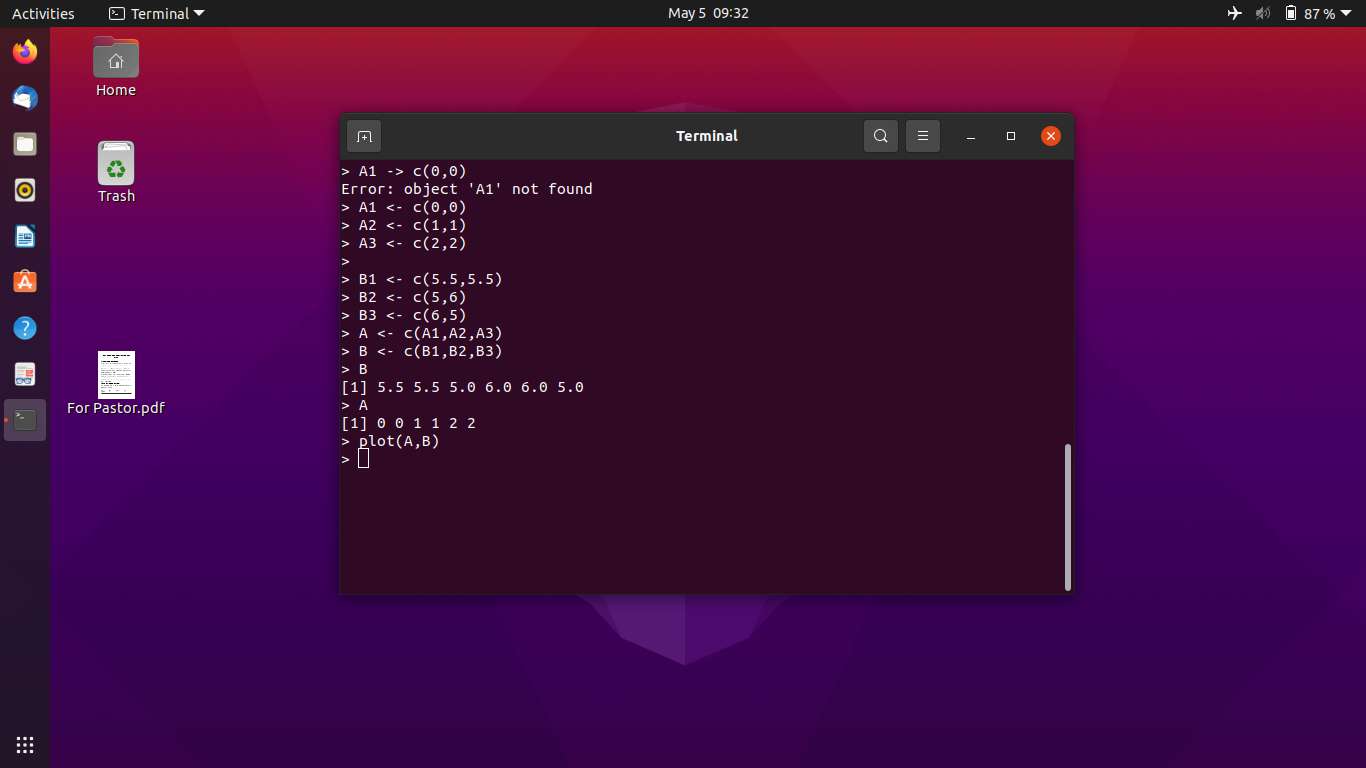 Activities
Terminal
May 5 09:32
87 %
Home
Trash
For Pastor.pdf
Terminal
> A1 -> c(0,0)
Error: object 'A1' not found
> A1 <- c(0,0)
> A2 <- c(1,1)
> A3 <- c(2,2)
>
> B1 <- c(5.5,5.5)
> B2 <- c(5,6)
> B3 <- c(6,5)
> A <- c(A1,A2,A3)
> B <- c(B1,B2,B3)
> B
[1] 5.5 5.5 5.0 6.0 6.0 5.0
> A
[1] 0 0 1 1 2 2
> plot(A,B)
>